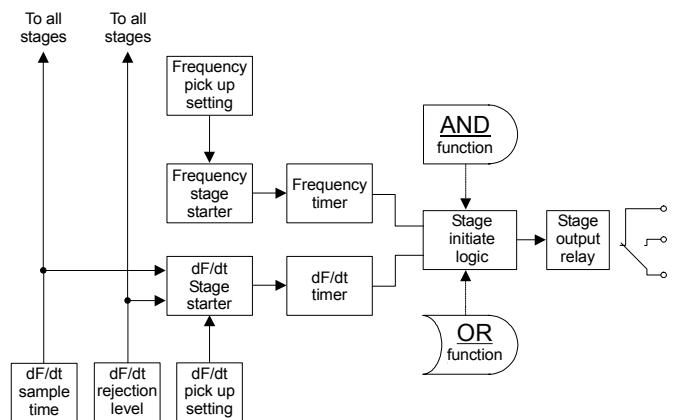 To all
stages
To all
stages
Frequency
pick up
setting
AND
function
Frequency
stage
starter
Frequency
timer
Stage
initiate
logic
Stage
output
relay
dF/dt
Stage
starter
dF/dt
timer
OR
function
dF/dt
sample
time
dF/dt
rejection
level
dF/dt
pick up
setting